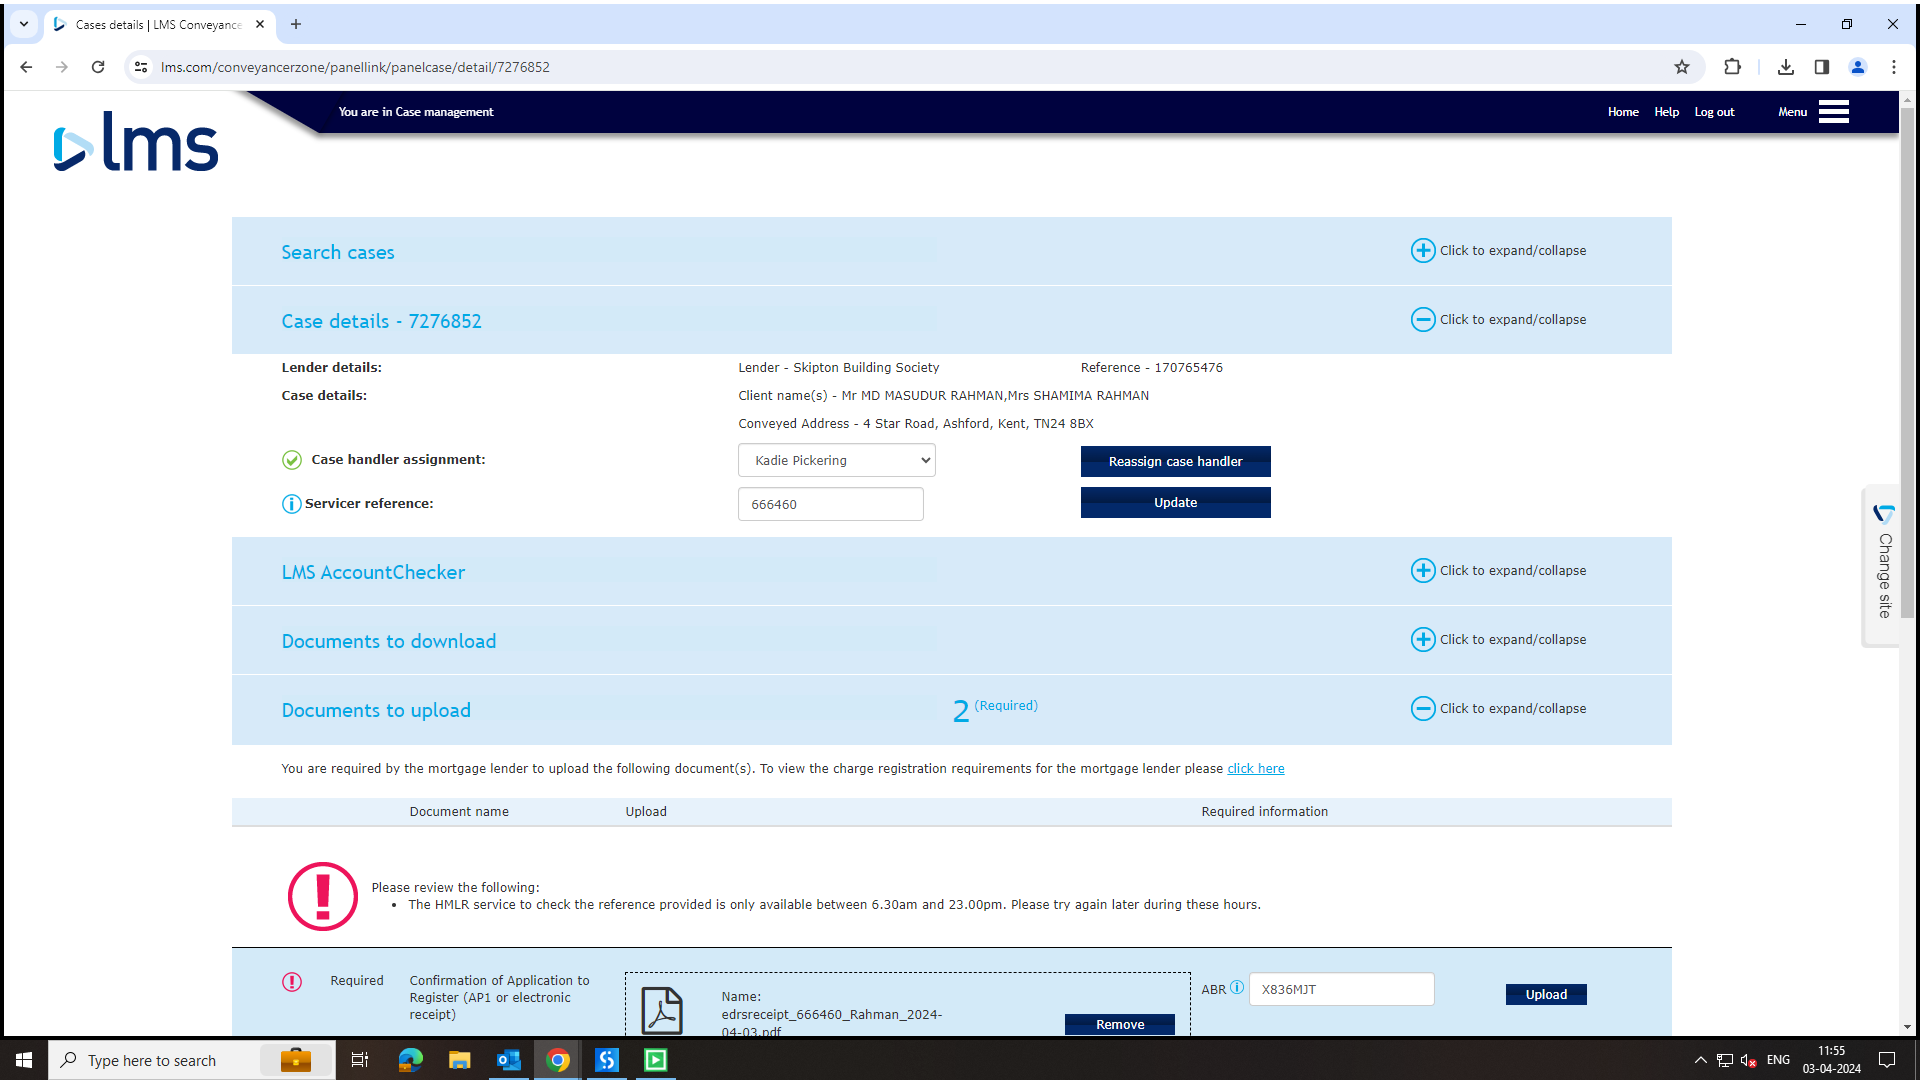 Cases details | LMS Conveyance
lms.com/conveyancerzone/panellink/panelcase/detail/7276852
You are in Case management
Home
Help
Log out
Menu
lms
Search cases
Click to expand/collapse
Case details - 7276852
Click to expand/collapse
Lender details:
Lender - Skipton Building Society
Reference - 170765476
Case details:
Client name(s) - Mr MD MASUDUR RAHMAN,Mrs SHAMIMA RAHMAN
Conveyed Address - 4 Star Road, Ashford, Kent, TN24 8BX
Case handler assignment:
Kadie Pickering
Reassign case handler
Servicer reference:
666460
Update
Change site
LMS AccountChecker
Click to expand/collapse
Documents to download
Click to expand/collapse
Documents to upload
2 (Required)
Click to expand/collapse
You are required by the mortgage lender to upload the following document(s). To view the charge registration requirements for the mortgage lender please click here
Document name
Upload
Required information
Please review the following:
• The HMLR service to check the reference provided is only available between 6.30am and 23.00pm. Please try again later during these hours.
Required
Confirmation of Application to
Register (AP1 or electronic
receipt)
Name:
edrsreceipt_666460_Rahman_2024-
04-03.pdf
Remove
ABR
X836MJT
Upload
Type here to search
ENG
11:55
03-04-2024